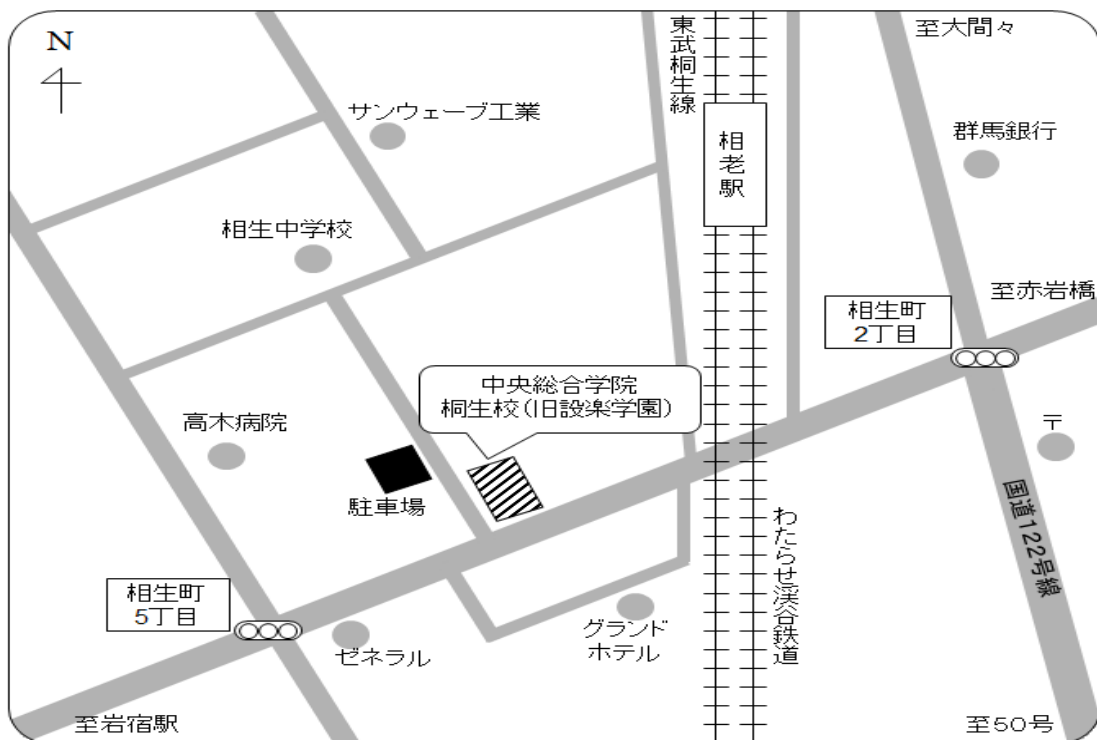 N
東武桐生線
至大間々
サンウェーブ工業
群馬銀行
相老駅
相生中学校
至赤岩橋
相生町
2丁目
中央総合学院
桐生校(旧設楽学園)
高木病院
〒
駐車場
国道122号線
わたらせ渓谷鉄道
相生町
5丁目
ゼネラル
グランド
ホテル
至岩宿駅
至50号